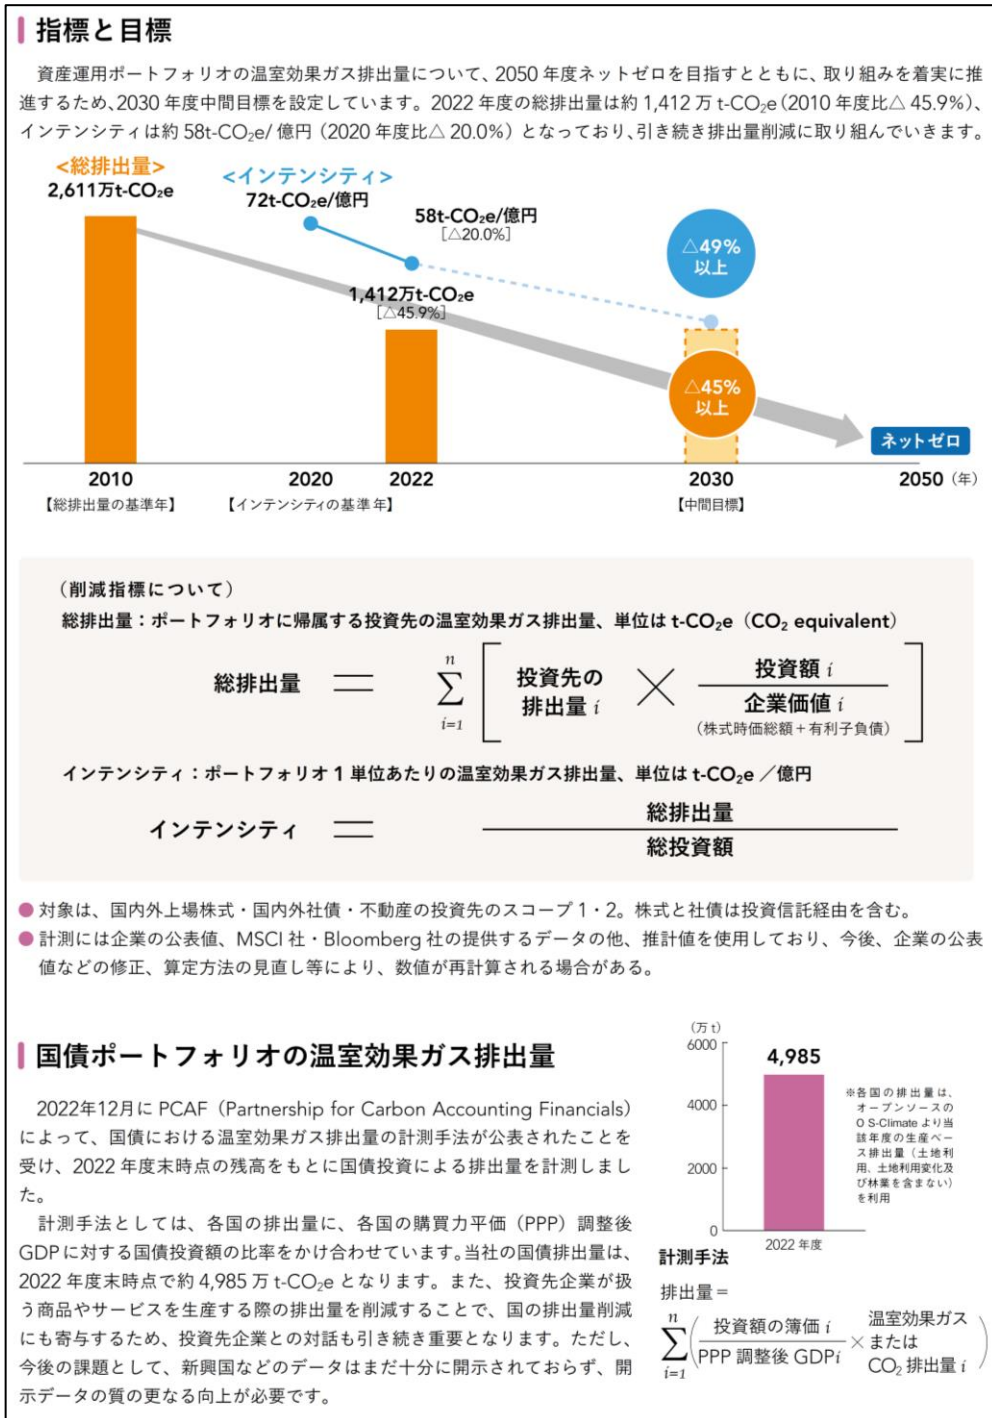 指標と目標
資産運用ポートフォリオの温室効果ガス排出量について、2050年度ネットゼロを目指すとともに、取り組みを着実に推
進するため、2030年度中間目標を設定しています。2022年度の総排出量は約1,412万t-CO₂e（2010年度比△45.9%）、
インテンシティは約58t-CO₂e/億円（2020年度比△20.0%）となっており、引き続き排出量削減に取り組んでいきます。
<総排出量>
2,611万t-CO₂e
<インテンシティ>
72t-CO₂e/億円
58t-CO₂e/億円
[△20.0%]
1,412万t-CO₂e
[△45.9%]
△49%
以上
△45%
以上
ネットゼロ
2010
2020
2022
2030
2050（年）
【総排出量の基準年】
【インテンシティの基準年】
【中間目標】
（削減指標について）
総排出量：ポートフォリオに帰属する投資先の温室効果ガス排出量、単位は t-CO₂e（CO₂ equivalent）
総排出量 ＝ n ∑ i=1 [ 投資先の排出量 i × 投資額 i / 企業価値 i （株式時価総額＋有利子負債） ]
インテンシティ：ポートフォリオ1単位あたりの温室効果ガス排出量、単位は t-CO₂e ／億円
インテンシティ ＝ 総排出量 / 総投資額
● 対象は、国内外上場株式・国内外社債・不動産の投資先のスコープ1・2。株式と社債は投資信託経由を含む。
● 計測には企業の公表値、MSCI社・Bloomberg社の提供するデータの他、推計値を使用しており、今後、企業の公表
値などの修正、算定方法の見直し等により、数値が再計算される場合がある。
国債ポートフォリオの温室効果ガス排出量
2022年12月にPCAF（Partnership for Carbon Accounting Financials）
によって、国債における温室効果ガス排出量の計測手法が公表されたことを
受け、2022年度末時点の残高をもとに国債投資による排出量を計測しまし
た。
計測手法としては、各国の排出量に、各国の購買力平価（PPP）調整後
GDPに対する国債投資額の比率をかけ合わせています。当社の国債排出量は、
2022年度末時点で約4,985万t-CO₂eとなります。また、投資先企業が扱
う商品やサービスを生産する際の排出量を削減することで、国の排出量削減
にも寄与するため、投資先企業との対話も引き続き重要となります。ただし、
今後の課題として、新興国などのデータはまだ十分に開示されておらず、開
示データの質の更なる向上が必要です。
（万t）
6000
4000
2000
0
4,985
2022年度
※各国の排出量は、
オープンソースの
O S-Climateより当
該年度の生産ベー
ス排出量（土地利
用、土地利用変化及
び林業を含まない）
を利用
計測手法
排出量＝
n ∑ i=1 ( 投資額の簿価 i / PPP調整後GDPi × 温室効果ガスまたはCO₂排出量 i )